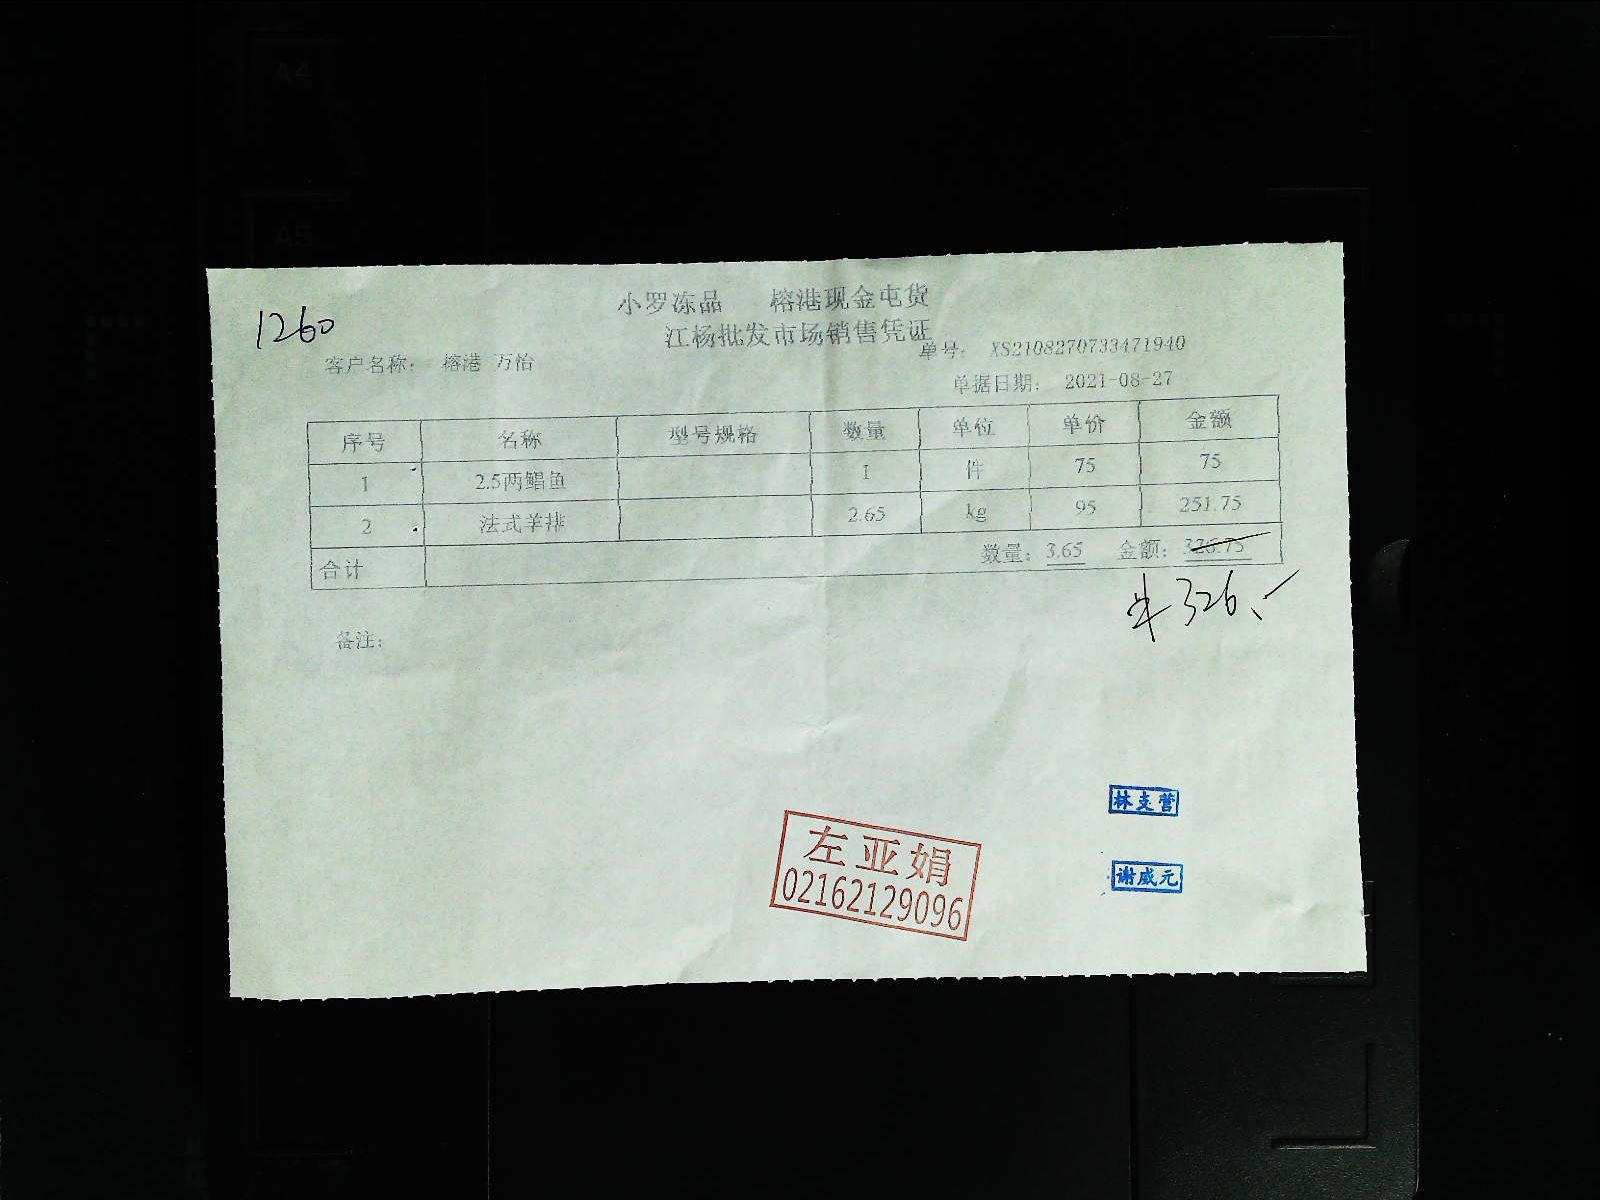 1260
小罗冻品 榕港现金屯货
江杨批发市场销售凭证
客户名称: 榕港 万怡
单号: XS2108270733471940
单据日期: 2021-08-27
序号 名称 型号规格 数量 单位 单价 金额
1 2.5两鲳鱼 1 件 75 75
2 法式羊排 2.65 kg 95 251.75
合计 数量: 3.65 金额: 326.75
¥326.-
备注:
林支营
左亚娟
02162129096
谢威元